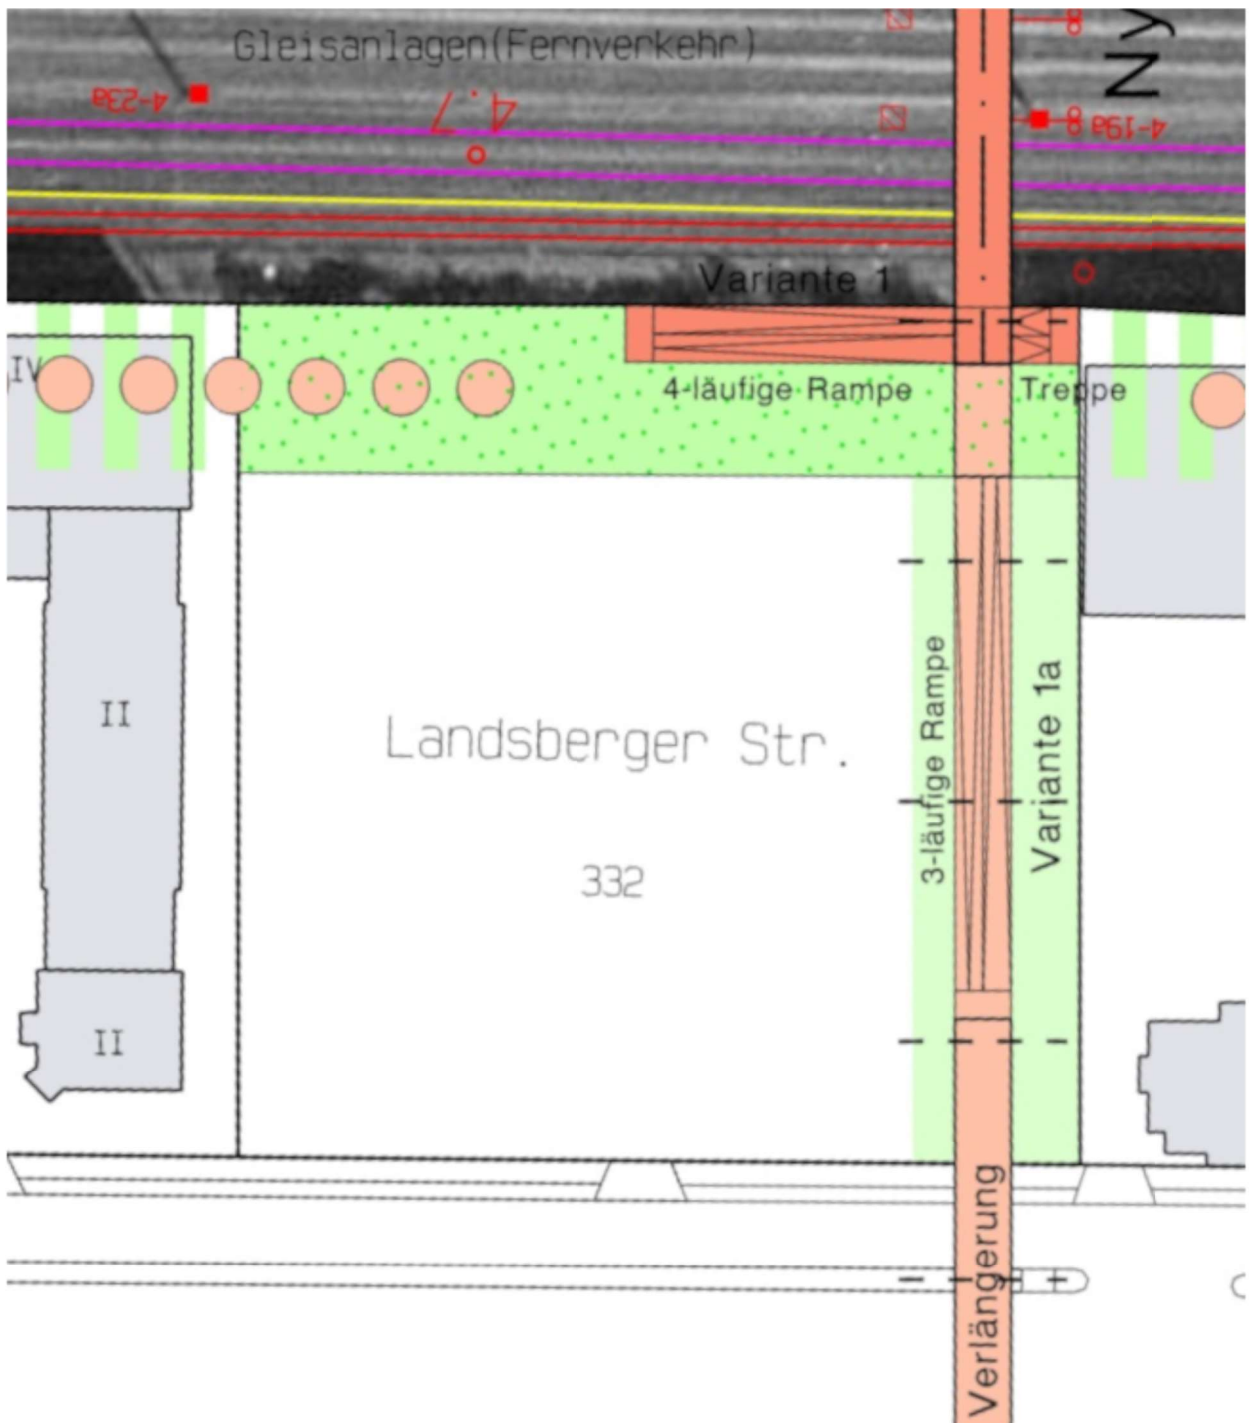 Gleisanlagen(Fernverkehr)
Ny
4-23a
4.7
4-19a
Variante 1
IV
4-läufige Rampe
Treppe
II
Landsberger Str.
332
3-läufige Rampe
Variante 1a
II
Verlängerung